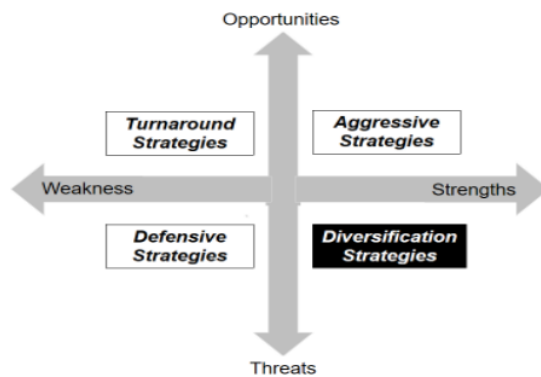 Opportunities
Turnaround
Strategies
Aggressive
Strategies
Weakness
Strengths
Defensive
Strategies
Diversification
Strategies
Threats